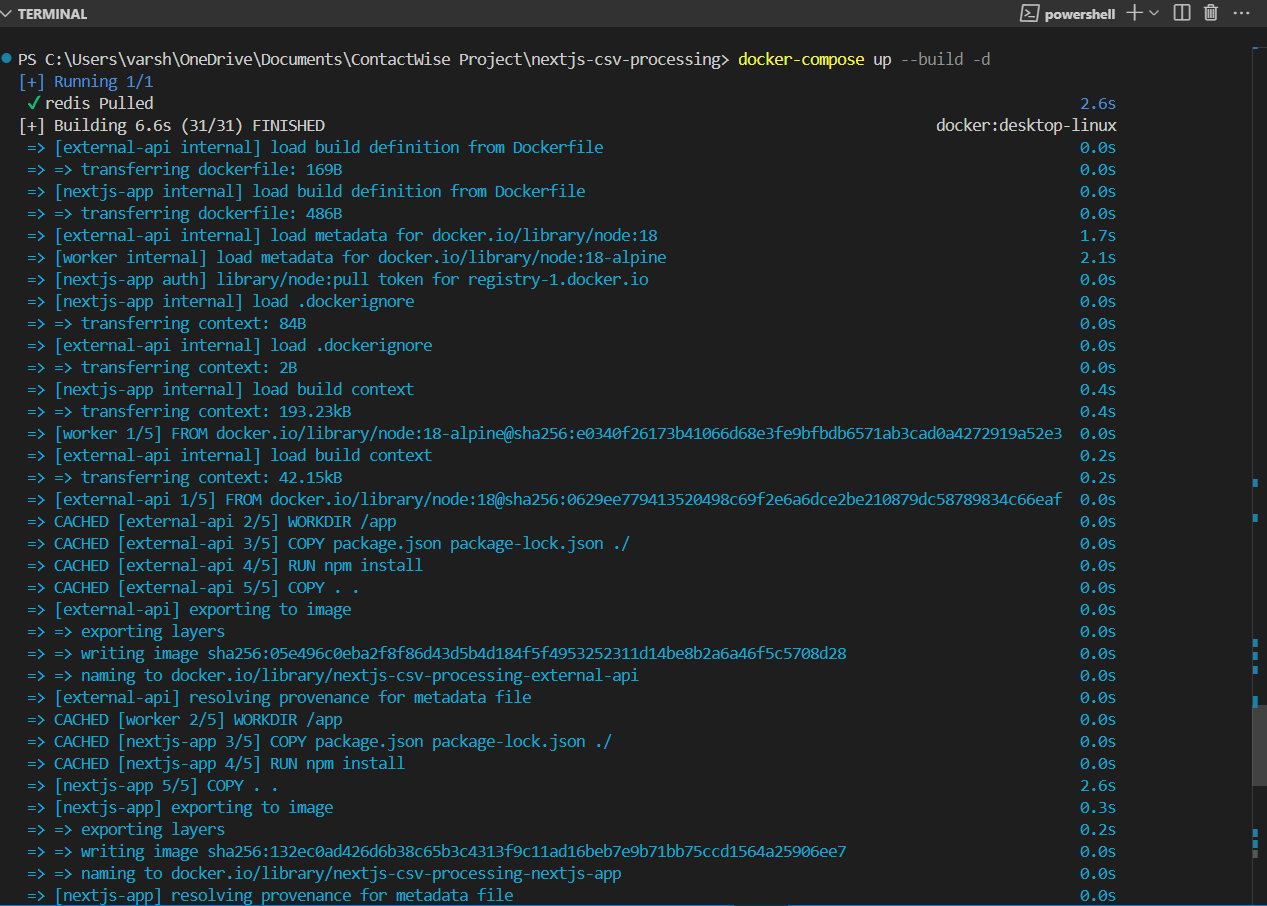 TERMINAL
powershell
PS C:\Users\varsh\OneDrive\Documents\ContactWise Project\nextjs-csv-processing> docker-compose up --build -d
[+] Running 1/1
✓ redis Pulled 2.6s
[+] Building 6.6s (31/31) FINISHED docker:desktop-linux
=> [external-api internal] load build definition from Dockerfile 0.0s
=> => transferring dockerfile: 169B 0.0s
=> [nextjs-app internal] load build definition from Dockerfile 0.0s
=> => transferring dockerfile: 486B 0.0s
=> [external-api internal] load metadata for docker.io/library/node:18 1.7s
=> [worker internal] load metadata for docker.io/library/node:18-alpine 2.1s
=> [nextjs-app auth] library/node:pull token for registry-1.docker.io 0.0s
=> [nextjs-app internal] load .dockerignore 0.0s
=> => transferring context: 84B 0.0s
=> [external-api internal] load .dockerignore 0.0s
=> => transferring context: 2B 0.0s
=> [nextjs-app internal] load build context 0.4s
=> => transferring context: 193.23kB 0.4s
=> [worker 1/5] FROM docker.io/library/node:18-alpine@sha256:e0340f26173b41066d68e3fe9bfbdb6571ab3cad0a4272919a52e3 0.0s
=> [external-api internal] load build context 0.2s
=> => transferring context: 42.15kB 0.2s
=> [external-api 1/5] FROM docker.io/library/node:18@sha256:0629ee779413520498c69f2e6a6dce2be210879dc58789834c66eaf 0.0s
=> CACHED [external-api 2/5] WORKDIR /app 0.0s
=> CACHED [external-api 3/5] COPY package.json package-lock.json ./ 0.0s
=> CACHED [external-api 4/5] RUN npm install 0.0s
=> CACHED [external-api 5/5] COPY . . 0.0s
=> [external-api] exporting to image 0.0s
=> => exporting layers 0.0s
=> => writing image sha256:05e496c0eba2f8f86d43d5b4d184f5f4953252311d14be8b2a6a46f5c5708d28 0.0s
=> => naming to docker.io/library/nextjs-csv-processing-external-api 0.0s
=> [external-api] resolving provenance for metadata file 0.0s
=> CACHED [worker 2/5] WORKDIR /app 0.0s
=> CACHED [nextjs-app 3/5] COPY package.json package-lock.json ./ 0.0s
=> CACHED [nextjs-app 4/5] RUN npm install 0.0s
=> [nextjs-app 5/5] COPY . . 2.6s
=> [nextjs-app] exporting to image 0.3s
=> => exporting layers 0.2s
=> => writing image sha256:132ec0ad426d6b38c65b3c4313f9c11ad16beb7e9b71bb75ccd1564a25906ee7 0.0s
=> => naming to docker.io/library/nextjs-csv-processing-nextjs-app 0.0s
=> [nextjs-app] resolving provenance for metadata file 0.0s